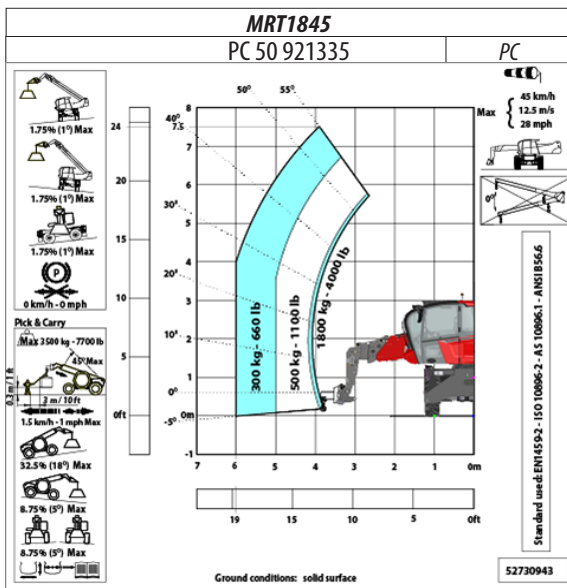 MRT1845
PC 50 921335
PC
1.75% (1°) Max
1.75% (1°) Max
1.75% (1°) Max
0 km/h - 0 mph
Pick & Carry
Max 3500 kg - 7700 lb
45° Max
0.3 m / 1 ft
3 m / 10 ft
1.5 km/h - 1 mph Max
32.5% (18°) Max
8.75% (5°) Max
8.75% (5°) Max
24
20
15
10
5
0ft
8
7.5
7
6
5
4
3
2
1
0m
-1
55°
50°
40°
30°
20°
10°
0°
-5°
300 kg - 660 lb
500 kg - 1100 lb
1800 kg - 4000 lb
7 6 5 4 3 2 1 0m
19 15 10 5 0ft
Max
45 km/h
12.5 m/s
28 mph
0°
Standard used: EN1459-2 - ISO 10896-2 - AS 10896.1 - ANSI B56.6
Ground conditions: solid surface
52730943